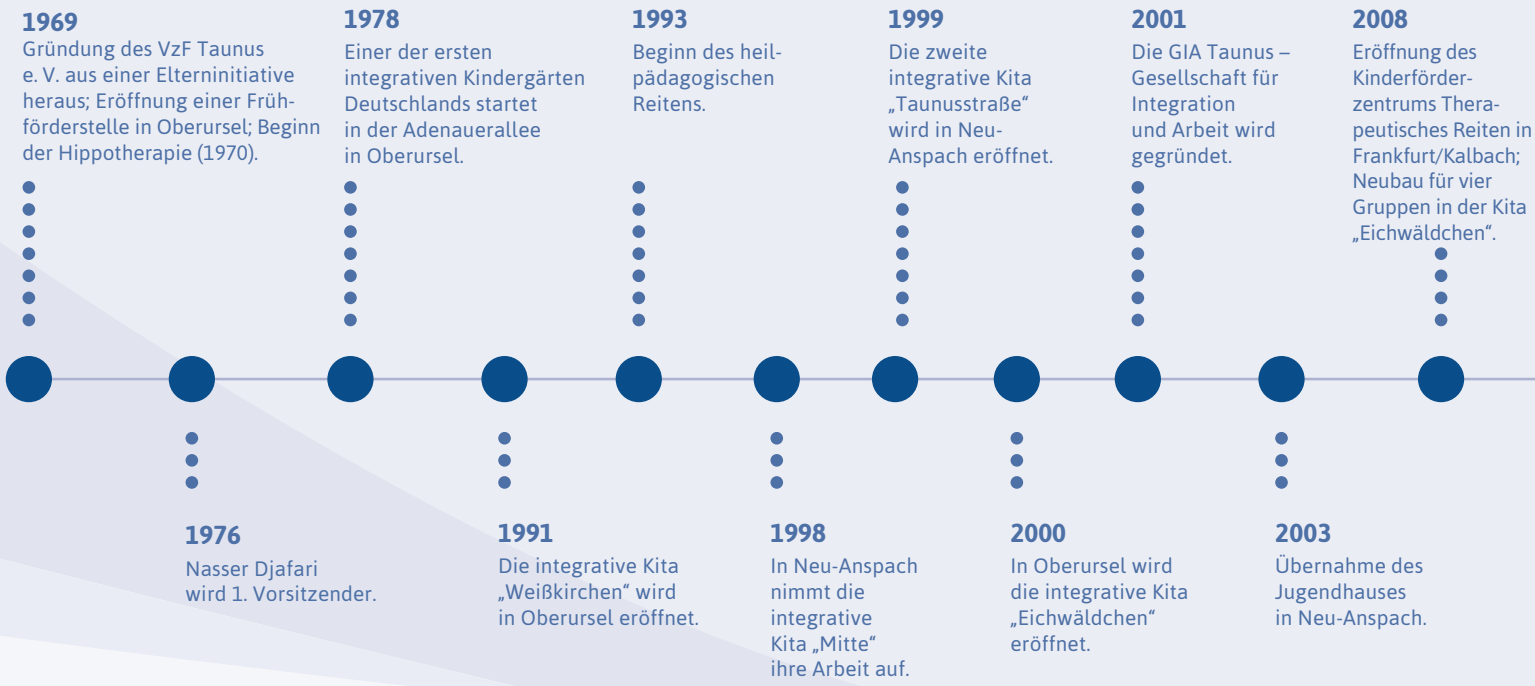 1969
Gründung des VzF Taunus
e. V. aus einer Elterninitiative
heraus; Eröffnung einer Früh-
förderstelle in Oberursel; Beginn
der Hippotherapie (1970).
1978
Einer der ersten
integrativen Kindergärten
Deutschlands startet
in der Adenauerallee
in Oberursel.
1993
Beginn des heil-
pädagogischen
Reitens.
1999
Die zweite
integrative Kita
„Taunusstraße“
wird in Neu-
Anspach eröffnet.
2001
Die GIA Taunus –
Gesellschaft für
Integration
und Arbeit wird
gegründet.
2008
Eröffnung des
Kinderförder-
zentrums Thera-
peutisches Reiten in
Frankfurt/Kalbach;
Neubau für vier
Gruppen in der Kita
„Eichwäldchen“.
1976
Nasser Djafari
wird 1. Vorsitzender.
1991
Die integrative Kita
„Weißkirchen“ wird
in Oberursel eröffnet.
1998
In Neu-Anspach
nimmt die
integrative
Kita „Mitte“
ihre Arbeit auf.
2000
In Oberursel wird
die integrative Kita
„Eichwäldchen“
eröffnet.
2003
Übernahme des
Jugendhauses
in Neu-Anspach.